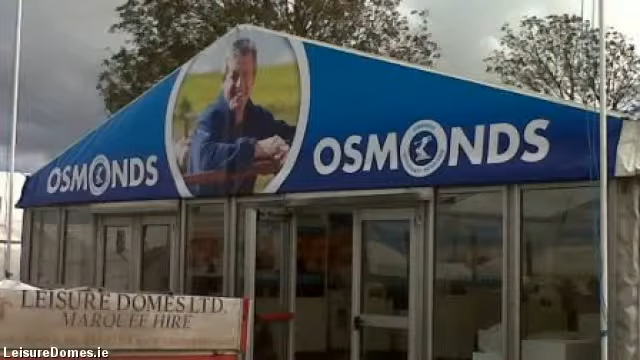 OSMONDS
OSMONDS
LEISURE DOMES LTD.
MARQUEE HIRE
LeisureDomes.ie